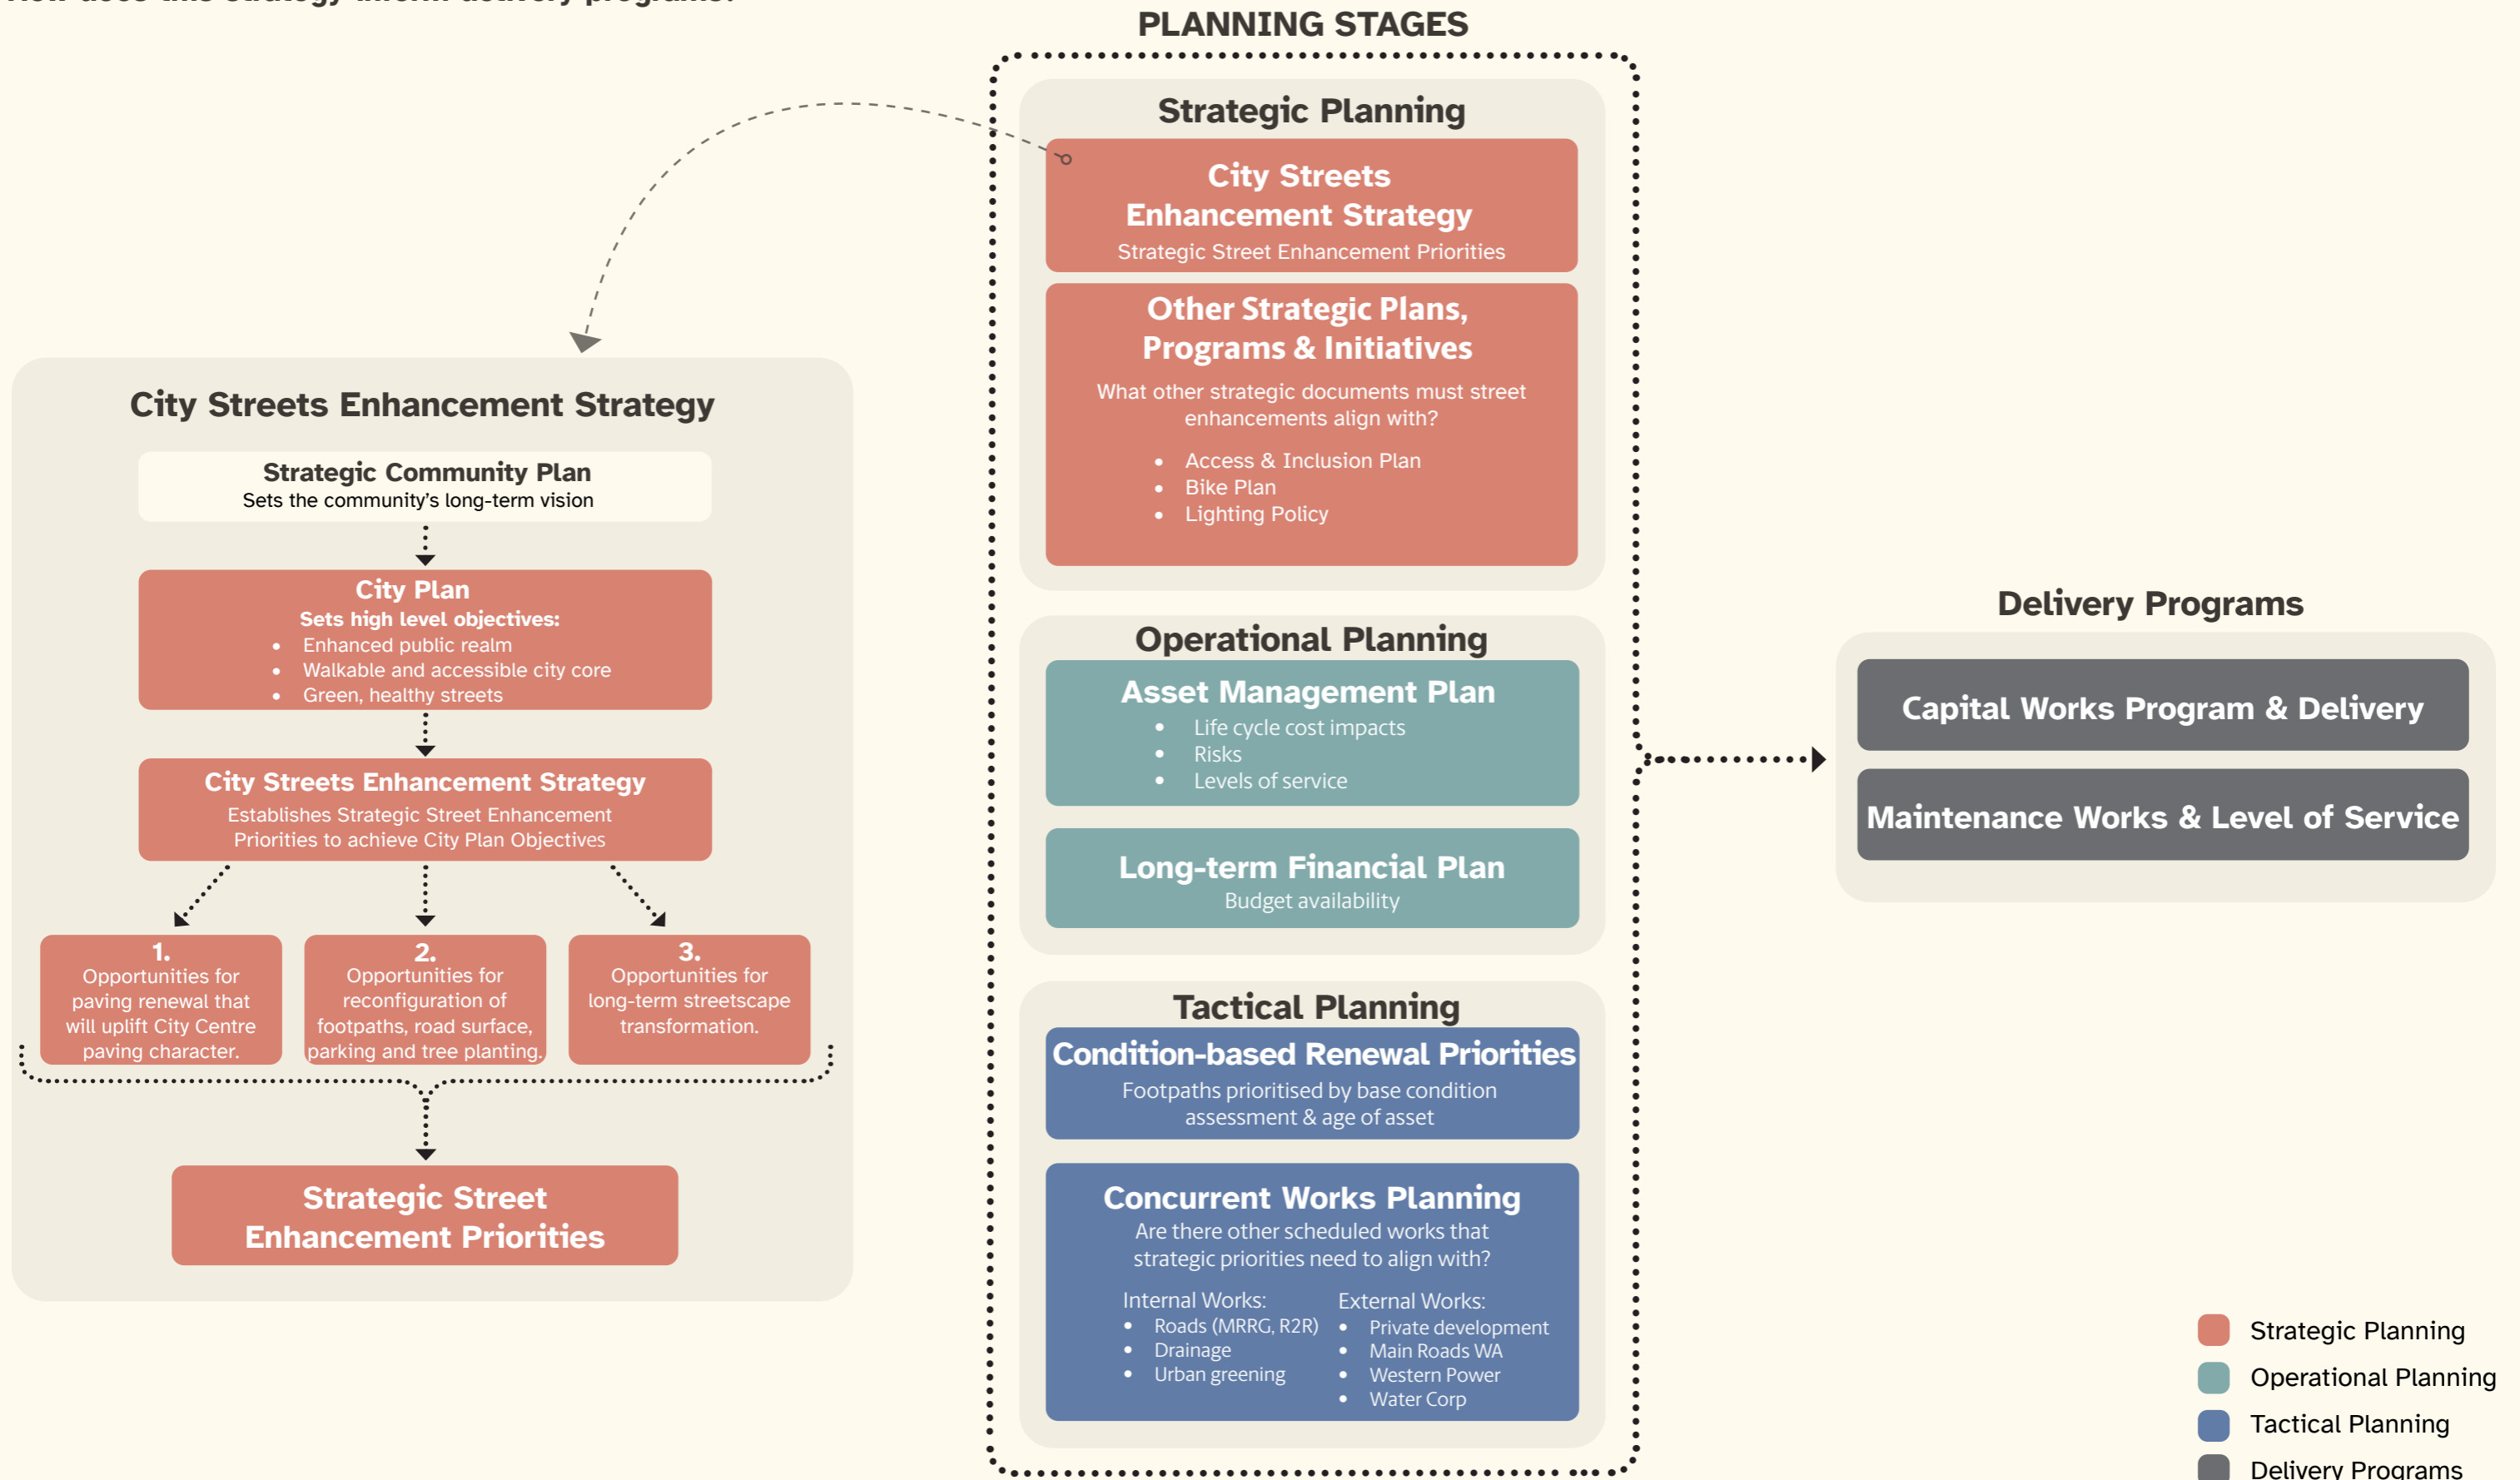 How does this strategy inform delivery programs?
PLANNING STAGES
City Streets Enhancement Strategy
Strategic Community Plan
Sets the community’s long-term vision
City Plan
Sets high level objectives:
• Enhanced public realm
• Walkable and accessible city core
• Green, healthy streets
City Streets Enhancement Strategy
Establishes Strategic Street Enhancement
Priorities to achieve City Plan Objectives
1.
Opportunities for
paving renewal that
will uplift City Centre
paving character.
2.
Opportunities for
reconfiguration of
footpaths, road surface,
parking and tree planting.
3.
Opportunities for
long-term streetscape
transformation.
Strategic Street
Enhancement Priorities
Strategic Planning
City Streets
Enhancement Strategy
Strategic Street Enhancement Priorities
Other Strategic Plans,
Programs & Initiatives
What other strategic documents must street
enhancements align with?
• Access & Inclusion Plan
• Bike Plan
• Lighting Policy
Operational Planning
Asset Management Plan
• Life cycle cost impacts
• Risks
• Levels of service
Long-term Financial Plan
Budget availability
Tactical Planning
Condition-based Renewal Priorities
Footpaths prioritised by base condition
assessment & age of asset
Concurrent Works Planning
Are there other scheduled works that
strategic priorities need to align with?
Internal Works:
• Roads (MRRG, R2R)
• Drainage
• Urban greening
External Works:
• Private development
• Main Roads WA
• Western Power
• Water Corp
Delivery Programs
Capital Works Program & Delivery
Maintenance Works & Level of Service
Strategic Planning
Operational Planning
Tactical Planning
Delivery Programs